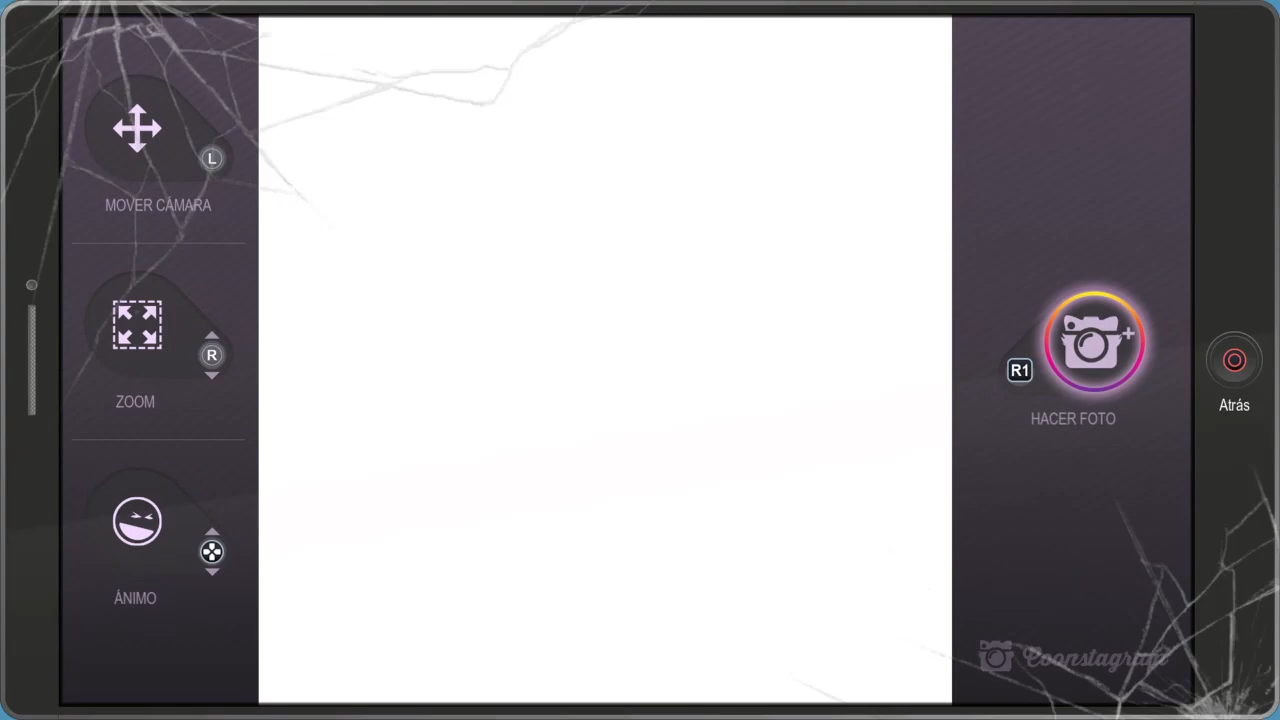 L
MOVER CÁMARA
R
ZOOM
ÁNIMO
R1
HACER FOTO
Atrás
Coonstagram